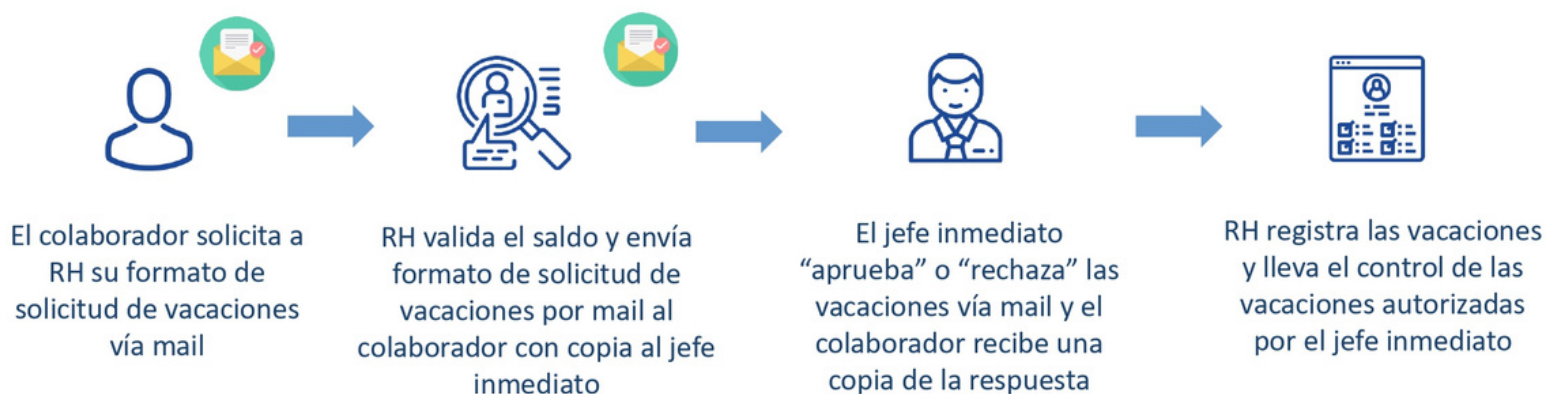 El colaborador solicita a
RH su formato de
solicitud de vacaciones
vía mail
RH valida el saldo y envía
formato de solicitud de
vacaciones por mail al
colaborador con copia al jefe
inmediato
El jefe inmediato
“aprueba” o “rechaza” las
vacaciones vía mail y el
colaborador recibe una
copia de la respuesta
RH registra las vacaciones
y lleva el control de las
vacaciones autorizadas
por el jefe inmediato